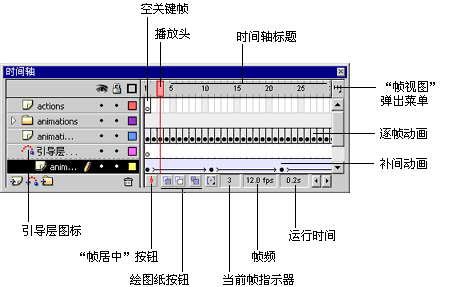 空关键帧
播放头
时间轴标题
时间轴
1 5 10 15 20 25 3
“帧视图”
弹出菜单
actions
animations
animati...
逐帧动画
引导层...
补间动画
anim...
3 12.0 fps 0.2s
引导层图标
运行时间
“帧居中”按钮
帧频
绘图纸按钮
当前帧指示器